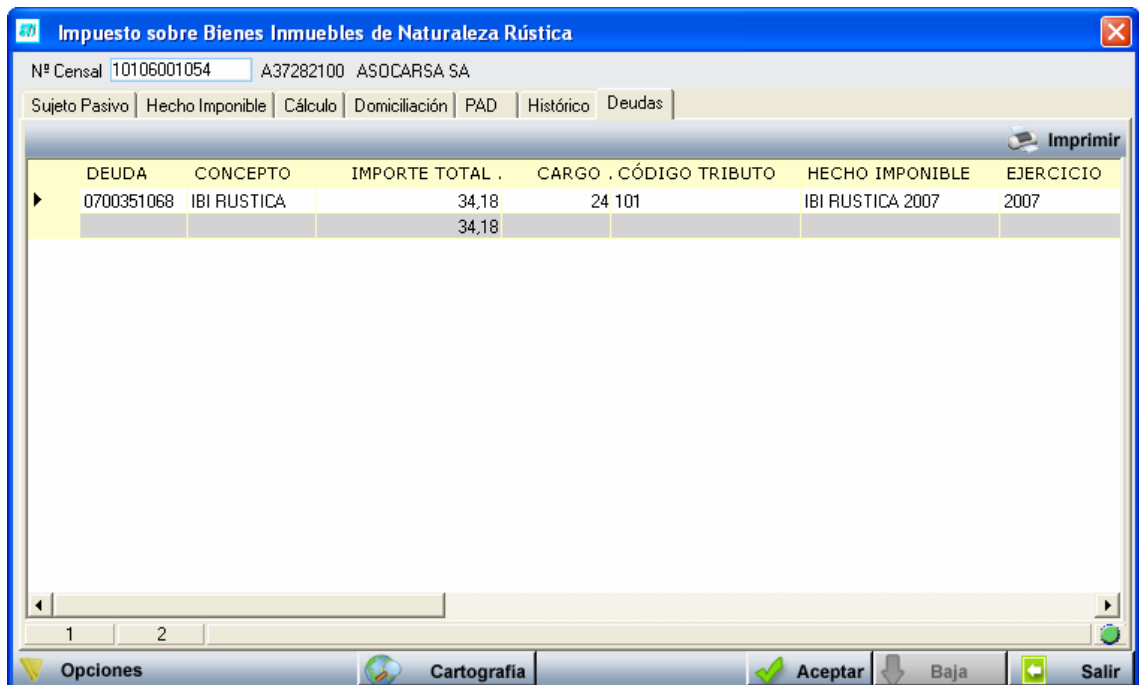 Impuesto sobre Bienes Inmuebles de Naturaleza Rústica
Nº Censal 10106001054 A37282100 ASOCARSA SA
Sujeto Pasivo Hecho Imponible Cálculo Domiciliación PAD Histórico Deudas
Imprimir
DEUDA CONCEPTO IMPORTE TOTAL . CARGO . CÓDIGO TRIBUTO HECHO IMPONIBLE EJERCICIO
0700351068 IBI RUSTICA 34,18 24 101 IBI RUSTICA 2007 2007
34,18
1 2
Opciones Cartografía Aceptar Baja Salir